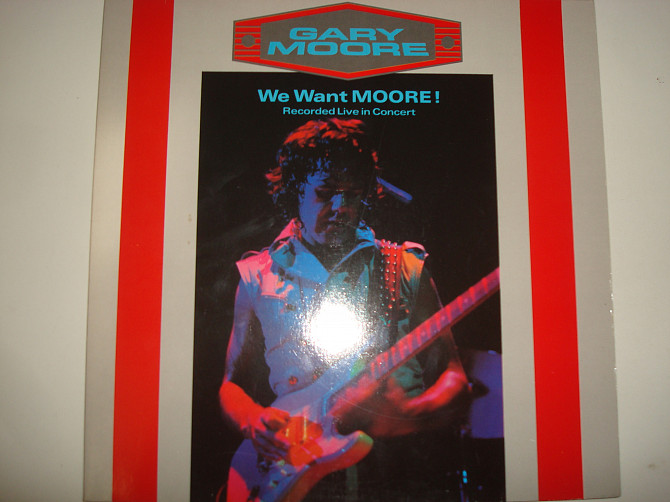 GARY
MOORE
We Want MOORE!
Recorded Live in Concert